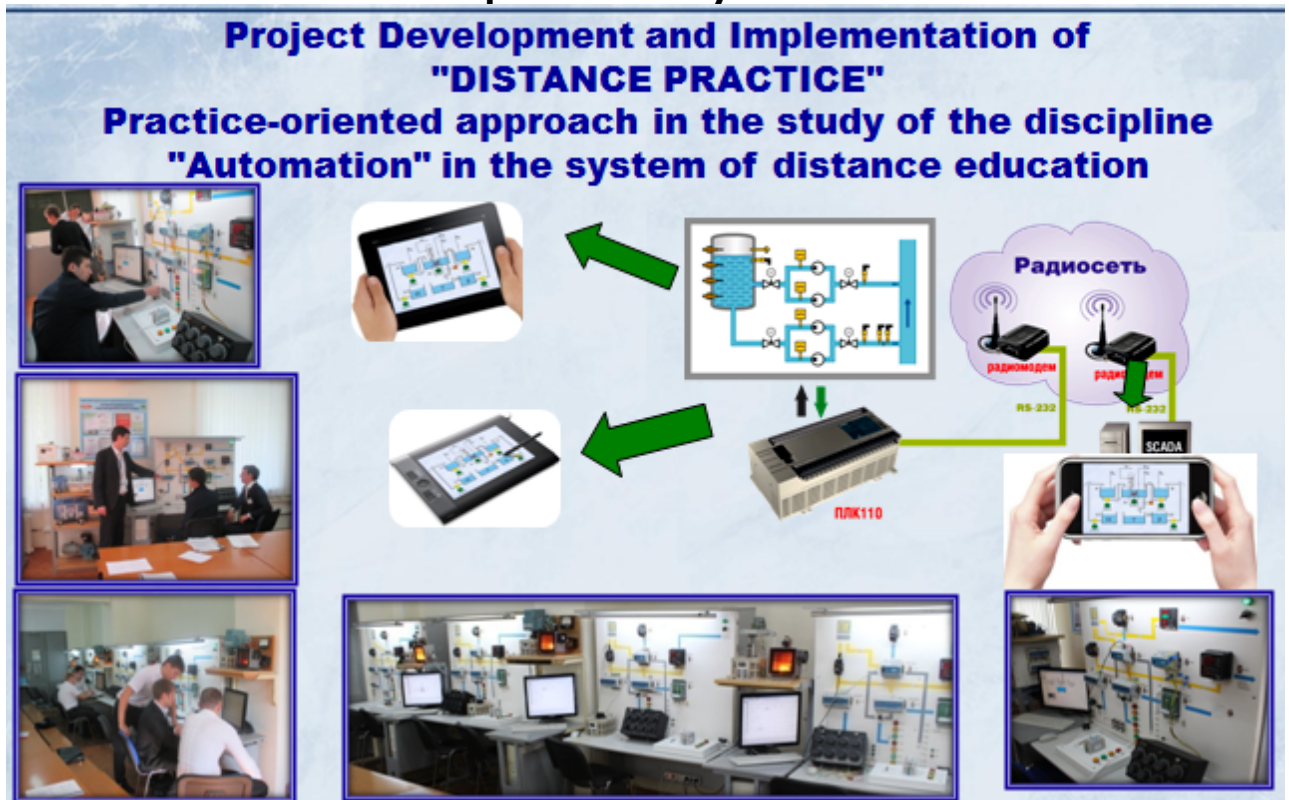 Project Development and Implementation of
"DISTANCE PRACTICE"
Practice-oriented approach in the study of the discipline
"Automation" in the system of distance education
Радиосеть
радиомодем
RS-232
RS-232
SCADA
ПЛК110